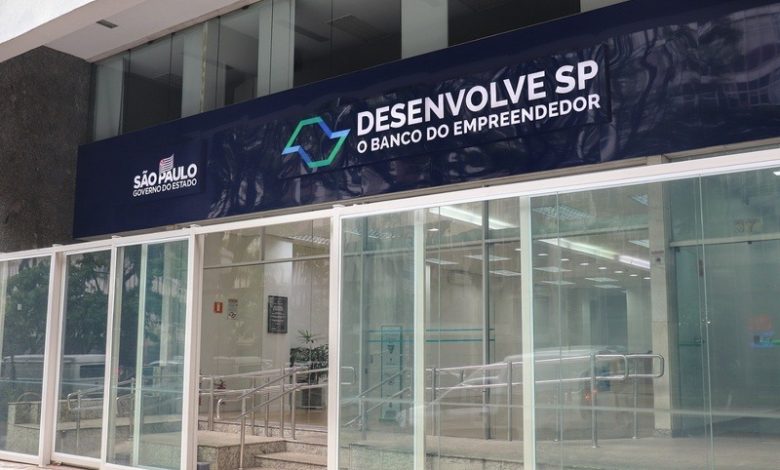 DESENVOLVE SP
O BANCO DO EMPREENDEDOR
SÃO PAULO
GOVERNO DO ESTADO